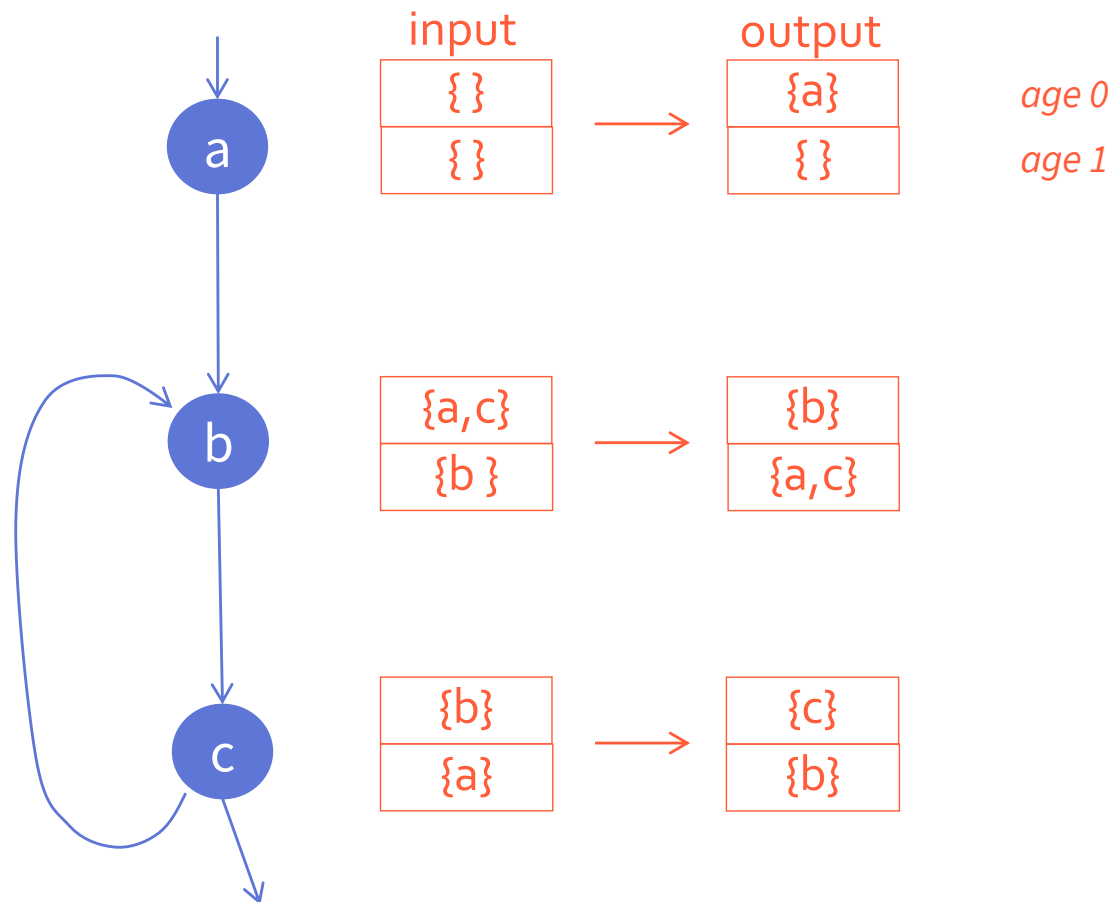 input output
{ } {a} age 0
a
{ } { } age 1
{a,c} {b}
b
{b } {a,c}
{b} {c}
c
{a} {b}